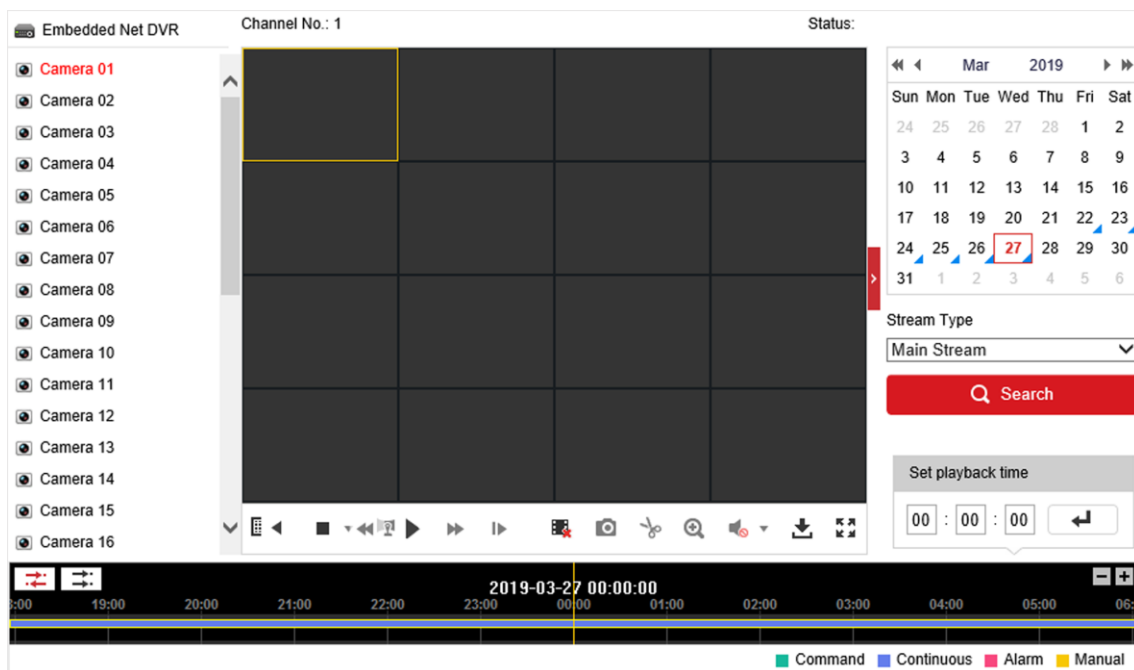 Embedded Net DVR
Channel No.: 1
Status:
Camera 01
Camera 02
Camera 03
Camera 04
Camera 05
Camera 06
Camera 07
Camera 08
Camera 09
Camera 10
Camera 11
Camera 12
Camera 13
Camera 14
Camera 15
Camera 16
Mar 2019
Sun Mon Tue Wed Thu Fri Sat
24 25 26 27 28 1 2
3 4 5 6 7 8 9
10 11 12 13 14 15 16
17 18 19 20 21 22 23
24 25 26 27 28 29 30
31 1 2 3 4 5 6
Stream Type
Main Stream
Search
Set playback time
00 : 00 : 00
2019-03-27 00:00:00
:00 19:00 20:00 21:00 22:00 23:00 00:00 01:00 02:00 03:00 04:00 05:00 06:
Command Continuous Alarm Manual